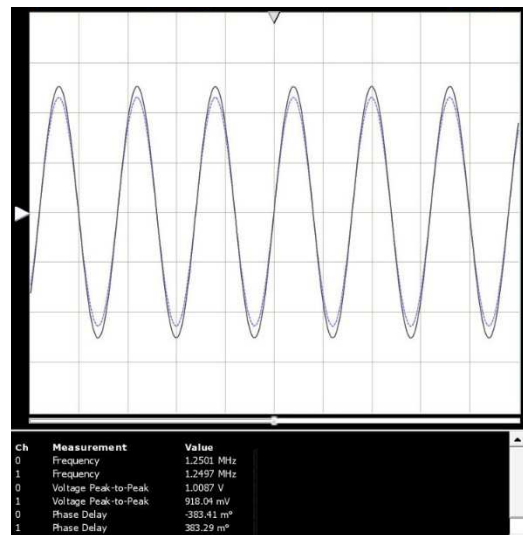 Ch Measurement Value
0 Frequency 1.2501 MHz
1 Frequency 1.2497 MHz
0 Voltage Peak-to-Peak 1.0087 V
1 Voltage Peak-to-Peak 918.04 mV
0 Phase Delay -383.41 m°
1 Phase Delay 383.29 m°